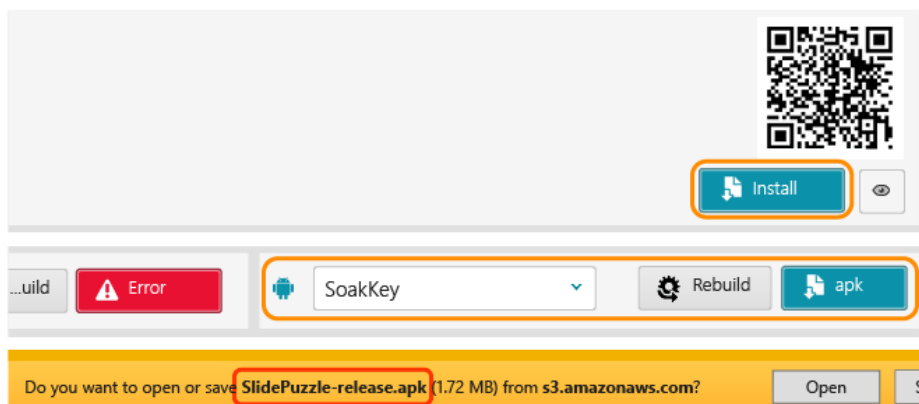 Install
...uild
Error
SoakKey
Rebuild
apk
Do you want to open or save SlidePuzzle-release.apk (1.72 MB) from s3.amazonaws.com?
Open
S